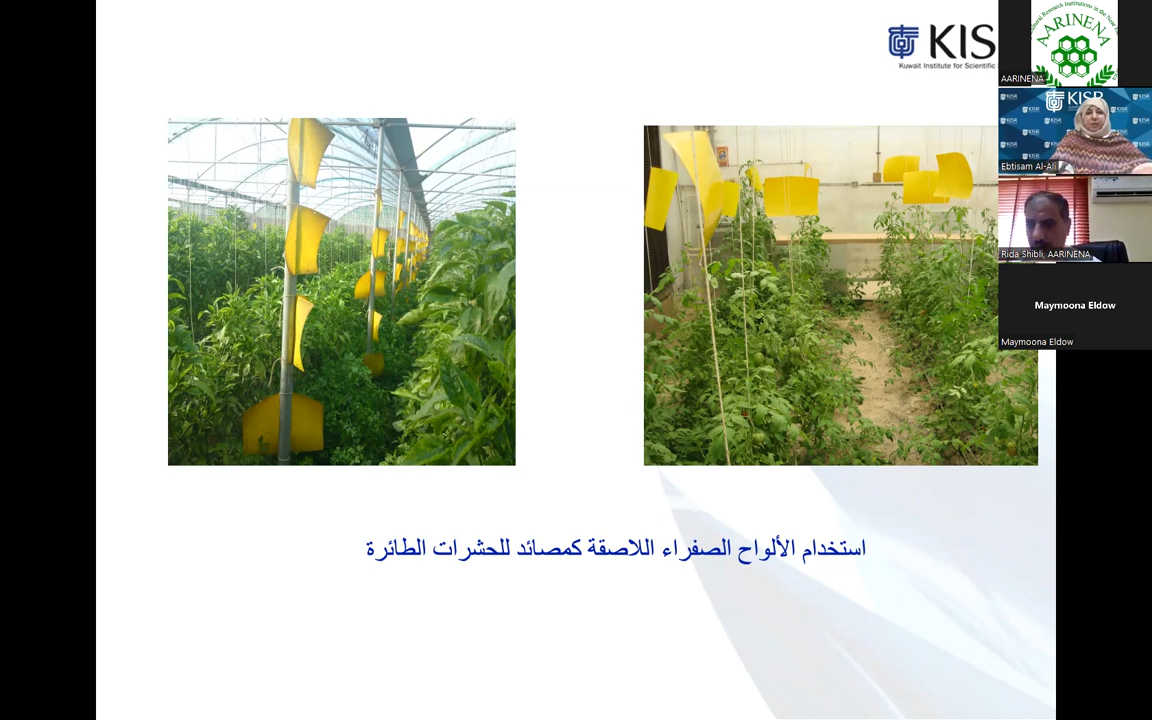 KIS
Kuwait Institute for Scientific
AARINENA
AARINENA
KISR
Ebtisam Al-Ali
Rida Shibli, AARINENA
Maymoona Eldow
Maymoona Eldow
استخدام الألواح الصفراء اللاصقة كمصائد للحشرات الطائرة